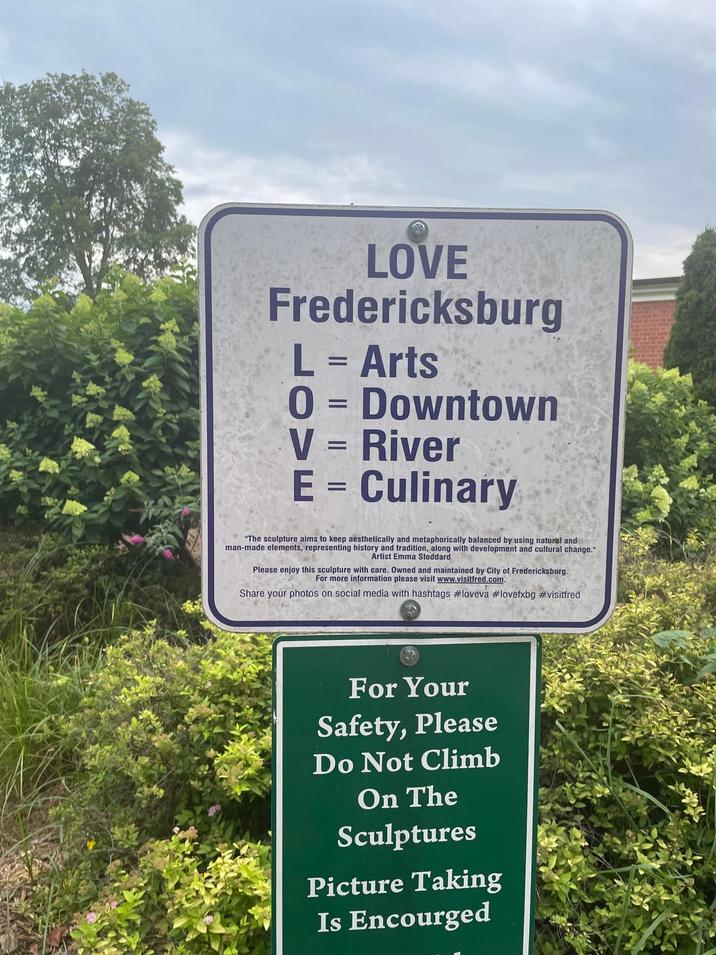 LOVE
Fredericksburg
L = Arts
O = Downtown
V = River
E = Culinary
"The sculpture aims to keep aesthetically and metaphorically balanced by using natural and
man-made elements, representing history and tradition, along with development and cultural change."
Artist Emma Stoddard
Please enjoy this sculpture with care. Owned and maintained by City of Fredericksburg.
For more information please visit www.visitfred.com.
Share your photos on social media with hashtags #loveva #lovefxbg #visitfred
For Your
Safety, Please
Do Not Climb
On The
Sculptures
Picture Taking
Is Encourged